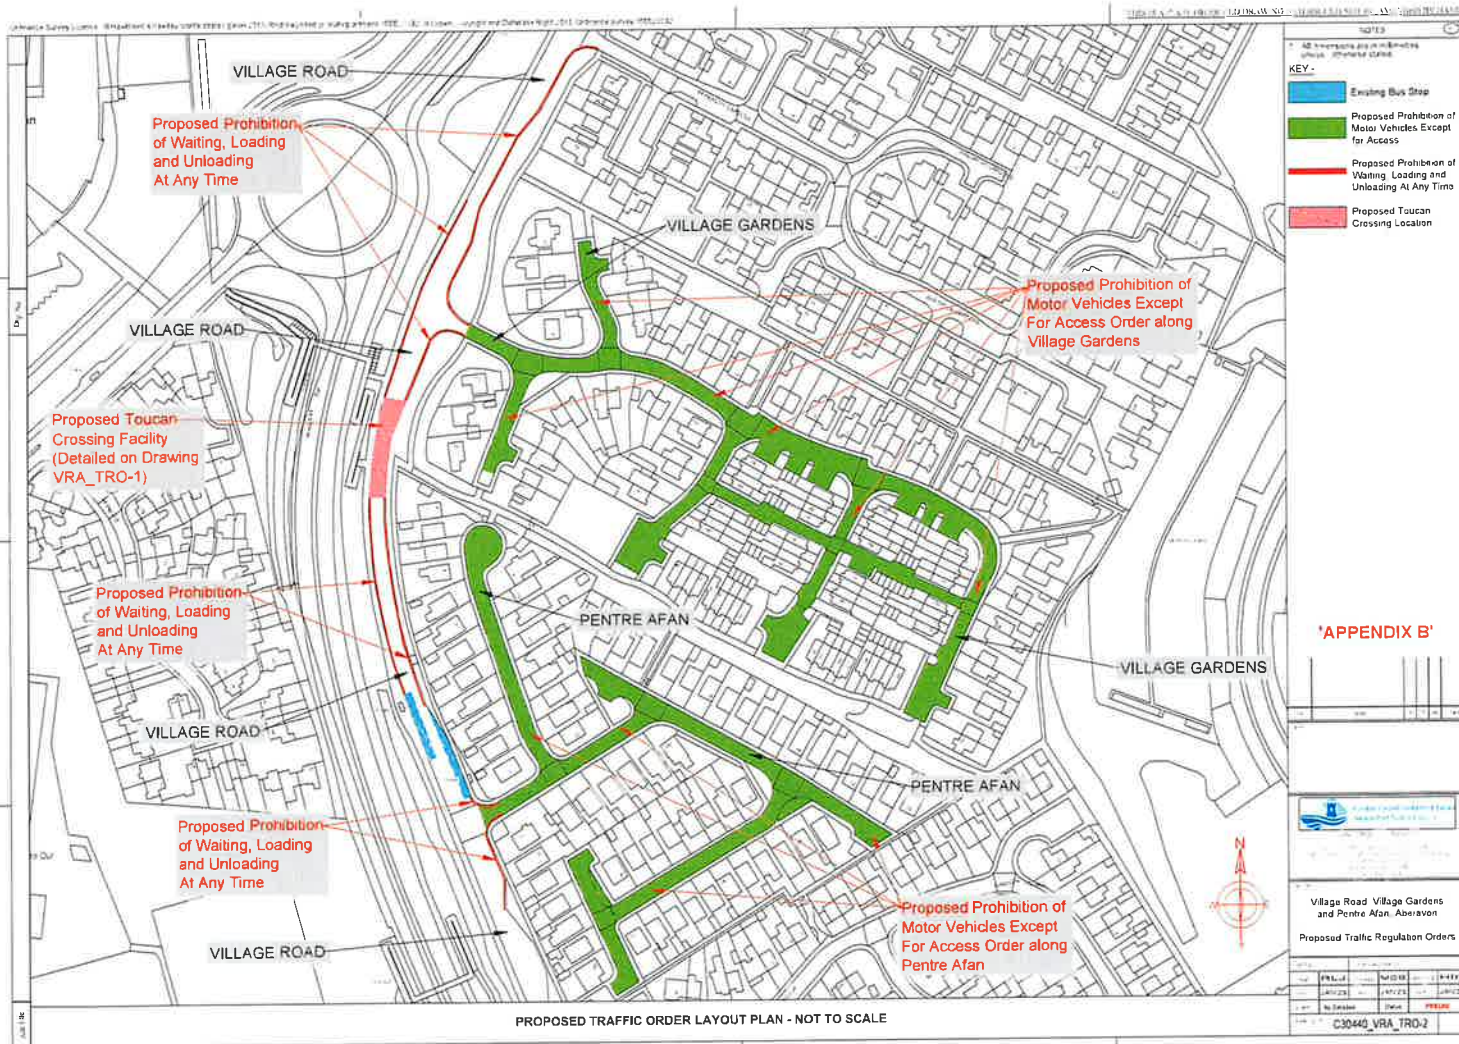 VILLAGE ROAD
Proposed Prohibition
of Waiting, Loading
and Unloading
At Any Time
VILLAGE GARDENS
Proposed Prohibition of
Motor Vehicles Except
For Access Order along
Village Gardens
VILLAGE ROAD
Proposed Toucan
Crossing Facility
(Detailed on Drawing
VRA_TRO-1)
Proposed Prohibition
of Waiting, Loading
and Unloading
At Any Time
PENTRE AFAN
VILLAGE GARDENS
VILLAGE ROAD
PENTRE AFAN
Proposed Prohibition
of Waiting, Loading
and Unloading
At Any Time
Proposed Prohibition of
Motor Vehicles Except
For Access Order along
Pentre Afan
VILLAGE ROAD
N
PROPOSED TRAFFIC ORDER LAYOUT PLAN - NOT TO SCALE
NOTES
KEY -
Existing Bus Stop
Proposed Prohibition of
Motor Vehicles Except
for Access
Proposed Prohibition of
Waiting, Loading and
Unloading At Any Time
Proposed Toucan
Crossing Location
'APPENDIX B'
Village Road, Village Gardens
and Pentre Afan, Aberavon
Proposed Traffic Regulation Orders
C30440_VRA_TRO-2